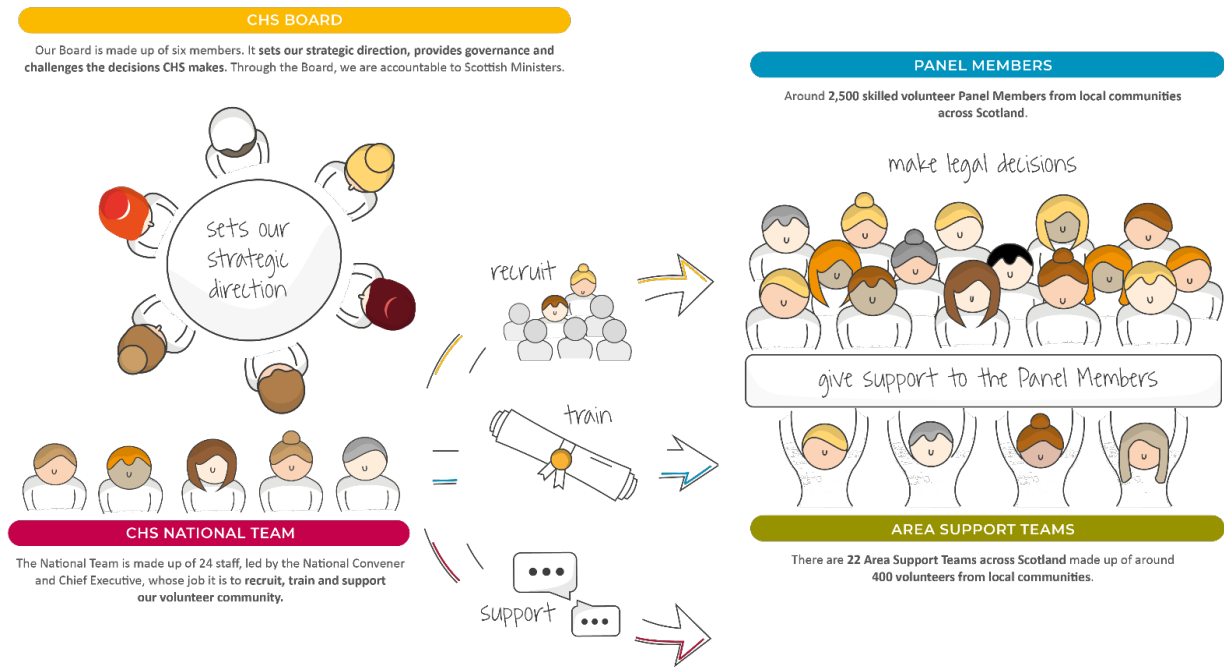 CHS BOARD
Our Board is made up of six members. It sets our strategic direction, provides governance and
challenges the decisions CHS makes. Through the Board, we are accountable to Scottish Ministers.
sets our
strategic
direction
CHS NATIONAL TEAM
The National Team is made up of 24 staff, led by the National Convener
and Chief Executive, whose job it is to recruit, train and support
our volunteer community.
recruit
train
support
PANEL MEMBERS
Around 2,500 skilled volunteer Panel Members from local communities
across Scotland.
make legal decisions
give support to the Panel Members
AREA SUPPORT TEAMS
There are 22 Area Support Teams across Scotland made up of around
400 volunteers from local communities.